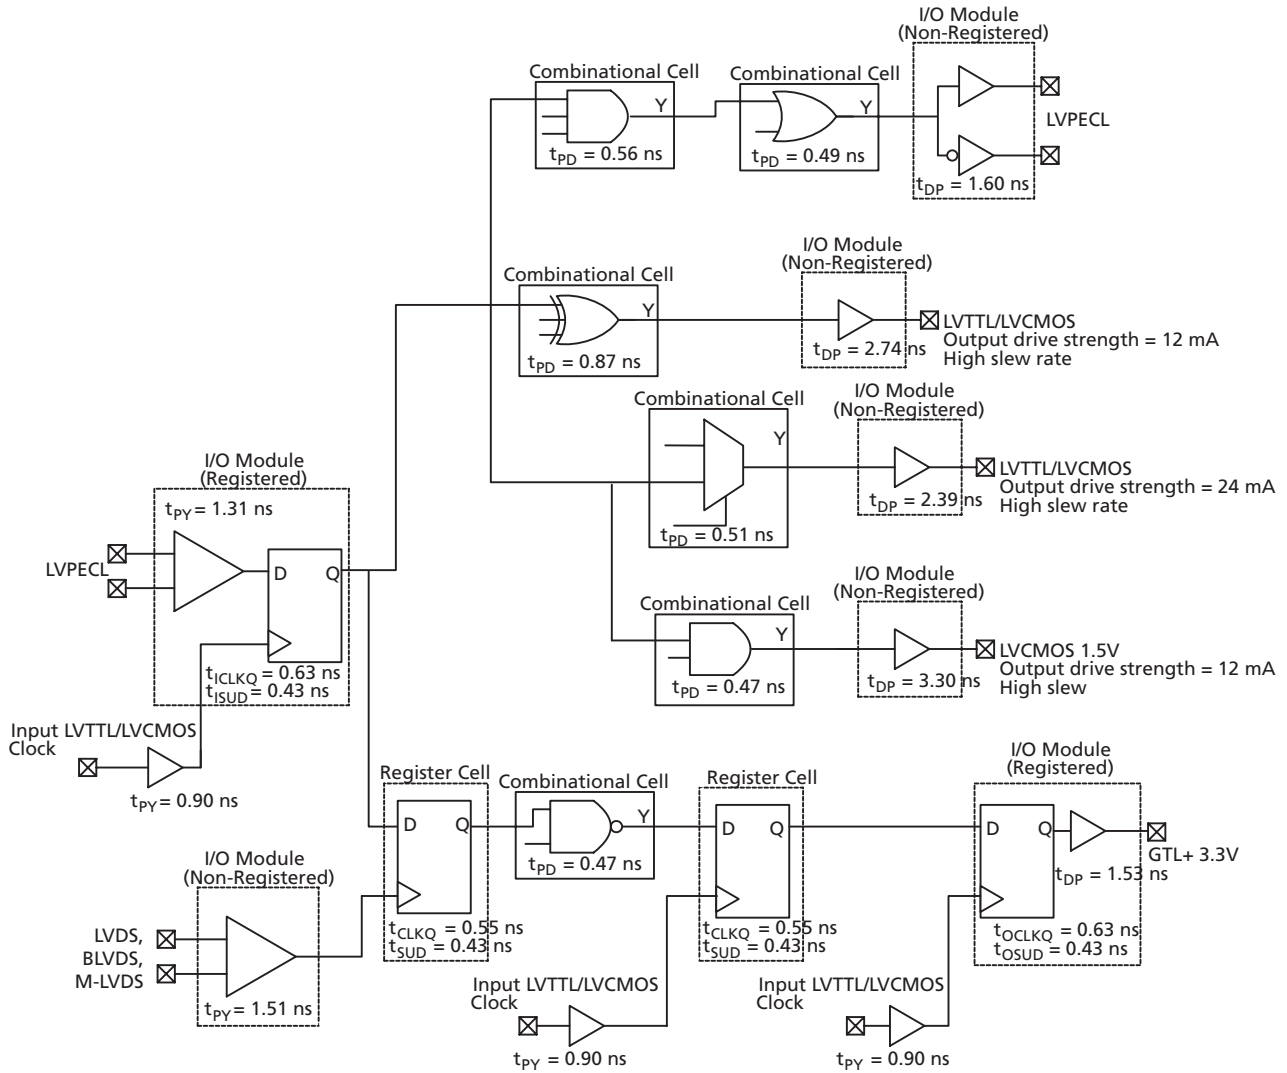 I/O Module
(Non-Registered)
Combinational Cell
Combinational Cell
Y
Y
LVPECL
tPD = 0.56 ns
tPD = 0.49 ns
tDP = 1.60 ns
I/O Module
(Non-Registered)
Combinational Cell
Y
LVTTL/LVCMOS
Output drive strength = 12 mA
High slew rate
tPD = 0.87 ns
tDP = 2.74 ns
I/O Module
(Non-Registered)
Combinational Cell
Y
LVTTL/LVCMOS
Output drive strength = 24 mA
High slew rate
tPD = 0.51 ns
tDP = 2.39 ns
I/O Module
(Registered)
tPY = 1.31 ns
LVPECL
D
Q
tICLKQ = 0.63 ns
tISUD = 0.43 ns
I/O Module
(Non-Registered)
Combinational Cell
Y
LVCMOS 1.5V
Output drive strength = 12 mA
High slew
tPD = 0.47 ns
tDP = 3.30 ns
Input LVTTL/LVCMOS
Clock
tPY = 0.90 ns
Register Cell
D
Q
tCLKQ = 0.55 ns
tSUD = 0.43 ns
Combinational Cell
Y
tPD = 0.47 ns
Register Cell
D
Q
tCLKQ = 0.55 ns
tSUD = 0.43 ns
I/O Module
(Registered)
D
Q
GTL+ 3.3V
tDP = 1.53 ns
tOCLKQ = 0.63 ns
tOSUD = 0.43 ns
I/O Module
(Non-Registered)
LVDS,
BLVDS,
M-LVDS
tPY = 1.51 ns
Input LVTTL/LVCMOS
Clock
tPY = 0.90 ns
Input LVTTL/LVCMOS
Clock
tPY = 0.90 ns